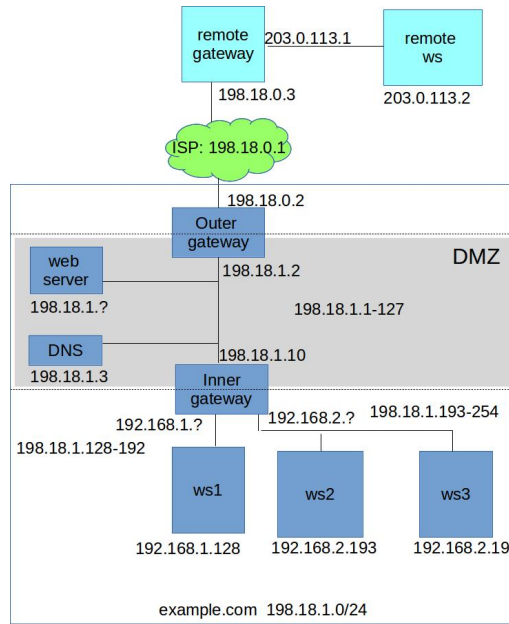 remote
gateway
203.0.113.1
remote
ws
203.0.113.2
198.18.0.3
ISP: 198.18.0.1
198.18.0.2
Outer
gateway
DMZ
web
server
198.18.1.2
198.18.1.?
198.18.1.1-127
DNS
198.18.1.10
198.18.1.3
Inner
gateway
192.168.1.?
192.168.2.?
198.18.1.193-254
198.18.1.128-192
ws1
ws2
ws3
192.168.1.128
192.168.2.193
192.168.2.19
example.com 198.18.1.0/24